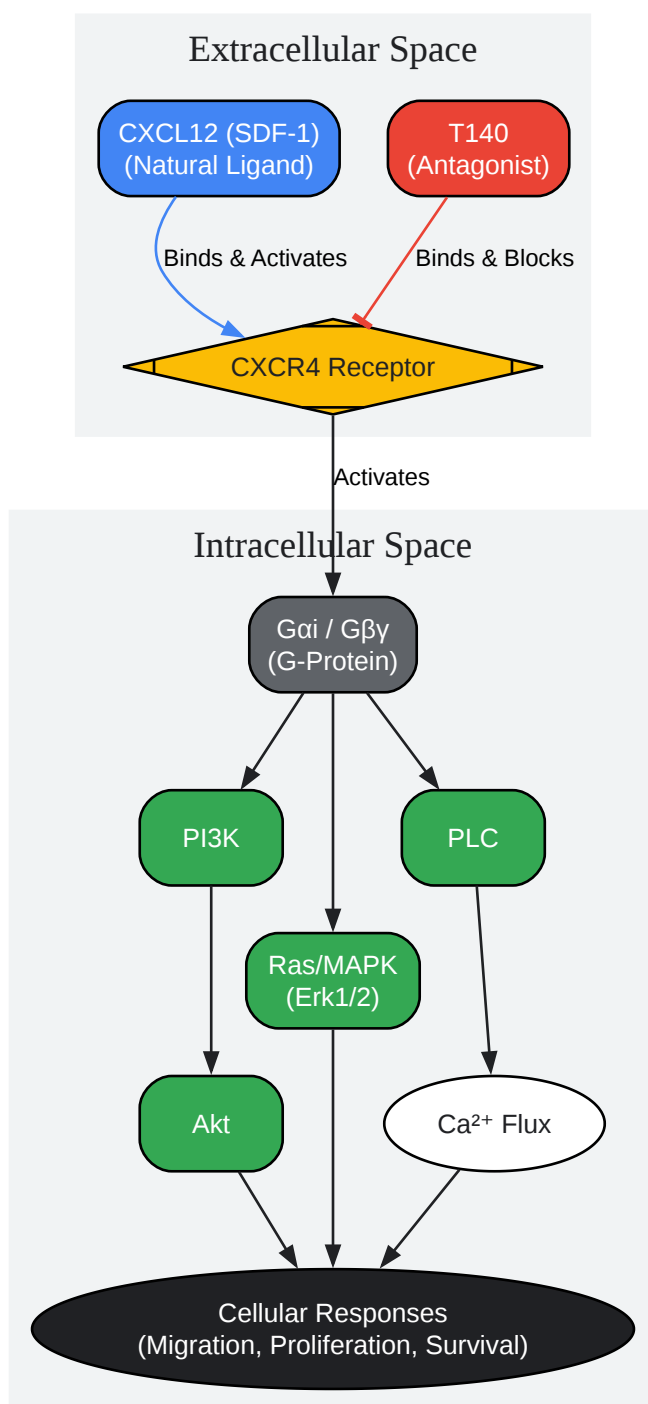 Extracellular Space
CXCL12 (SDF-1)
(Natural Ligand)
T140
(Antagonist)
Binds & Activates
Binds & Blocks
CXCR4 Receptor
Activates
Intracellular Space
Gαi / Gβγ
(G-Protein)
PI3K
PLC
Ras/MAPK
(Erk1/2)
Akt
Ca²⁺ Flux
Cellular Responses
(Migration, Proliferation, Survival)